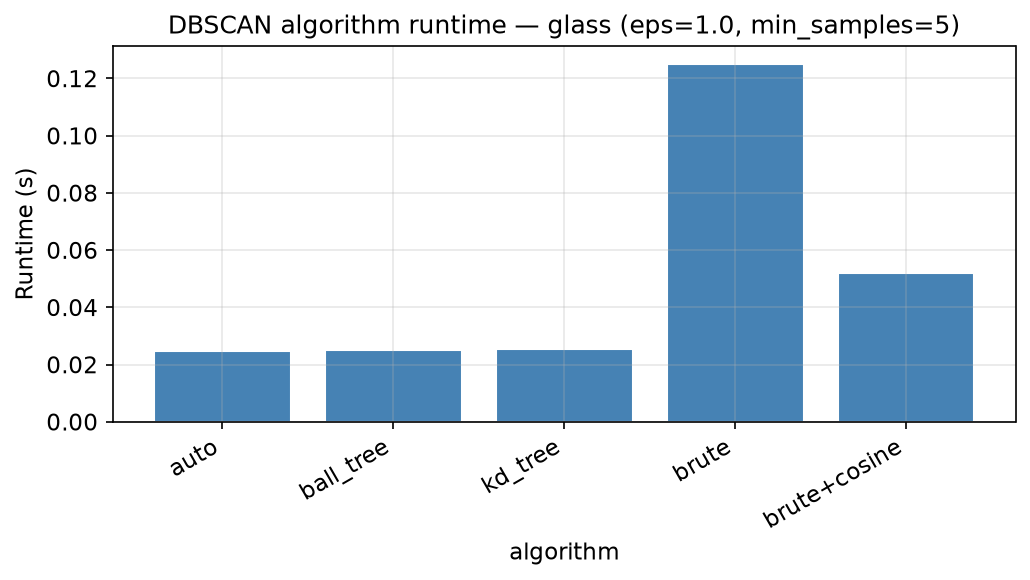 DBSCAN algorithm runtime — glass (eps=1.0, min_samples=5)
Runtime (s)
0.12
0.10
0.08
0.06
0.04
0.02
0.00
auto
ball_tree
kd_tree
brute
brute+cosine
algorithm